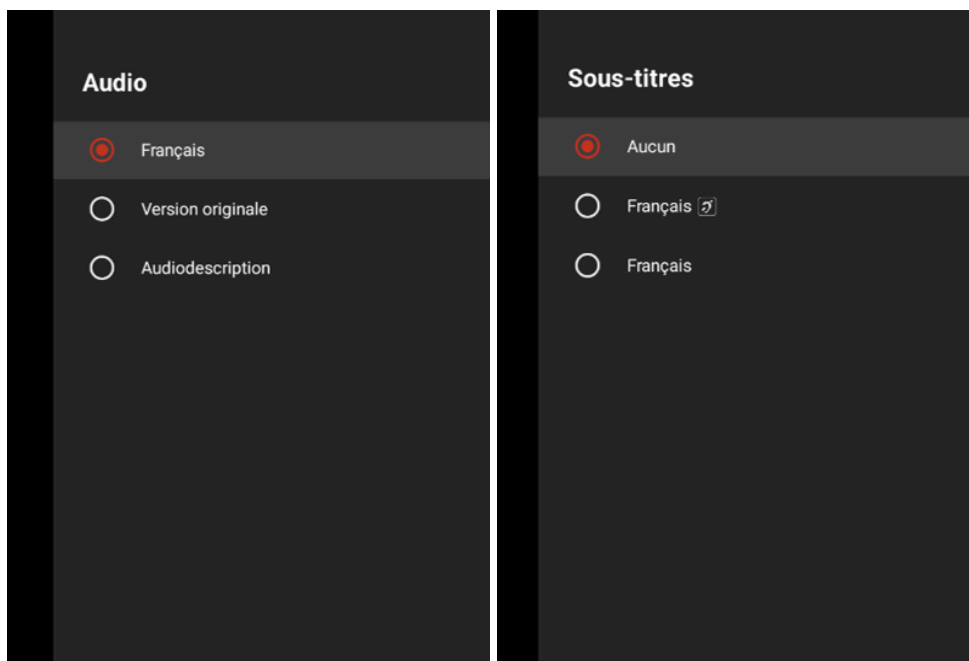 Audio
Français
Version originale
Audiodescription
Sous-titres
Aucun
Français
Français